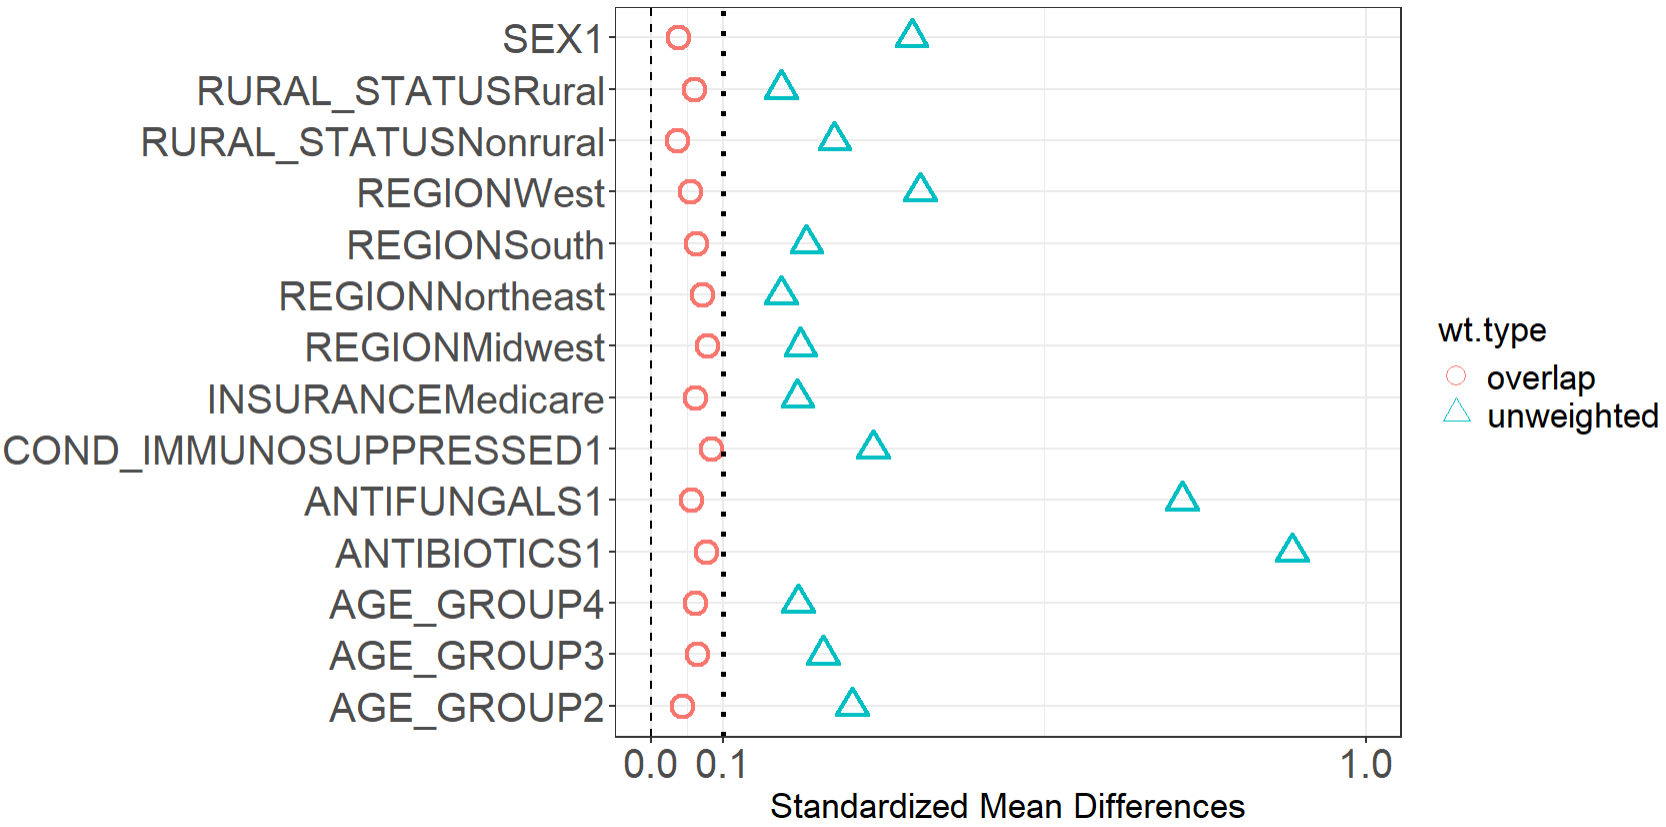 SEX1
RURAL_STATUSRural
RURAL_STATUSNonrural
REGIONWest
REGIONSouth
REGIONNortheast
REGIONMidwest
INSURANCEMedicare
COND_IMMUNOSUPPRESSED1
ANTIFUNGALS1
ANTIBIOTICS1
AGE_GROUP4
AGE_GROUP3
AGE_GROUP2
0.0 0.1 1.0
Standardized Mean Differences
wt.type
overlap
unweighted